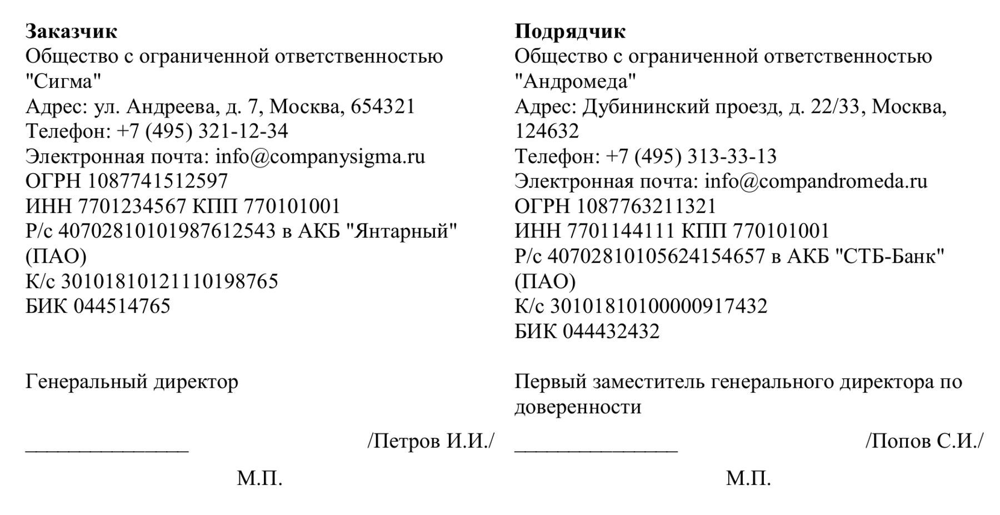 Заказчик
Общество с ограниченной ответственностью
"Сигма"
Адрес: ул. Андреева, д. 7, Москва, 654321
Телефон: +7 (495) 321-12-34
Электронная почта: info@companysigma.ru
ОГРН 1087741512597
ИНН 7701234567 КПП 770101001
Р/с 40702810101987612543 в АКБ "Янтарный"
(ПАО)
К/с 30101810121110198765
БИК 044514765
Генеральный директор
_______________ /Петров И.И./
М.П.
Подрядчик
Общество с ограниченной ответственностью
"Андромеда"
Адрес: Дубининский проезд, д. 22/33, Москва,
124632
Телефон: +7 (495) 313-33-13
Электронная почта: info@compandromeda.ru
ОГРН 1087763211321
ИНН 7701144111 КПП 770101001
Р/с 40702810105624154657 в АКБ "СТБ-Банк"
(ПАО)
К/с 30101810100000917432
БИК 044432432
Первый заместитель генерального директора по
доверенности
_______________ /Попов С.И./
М.П.